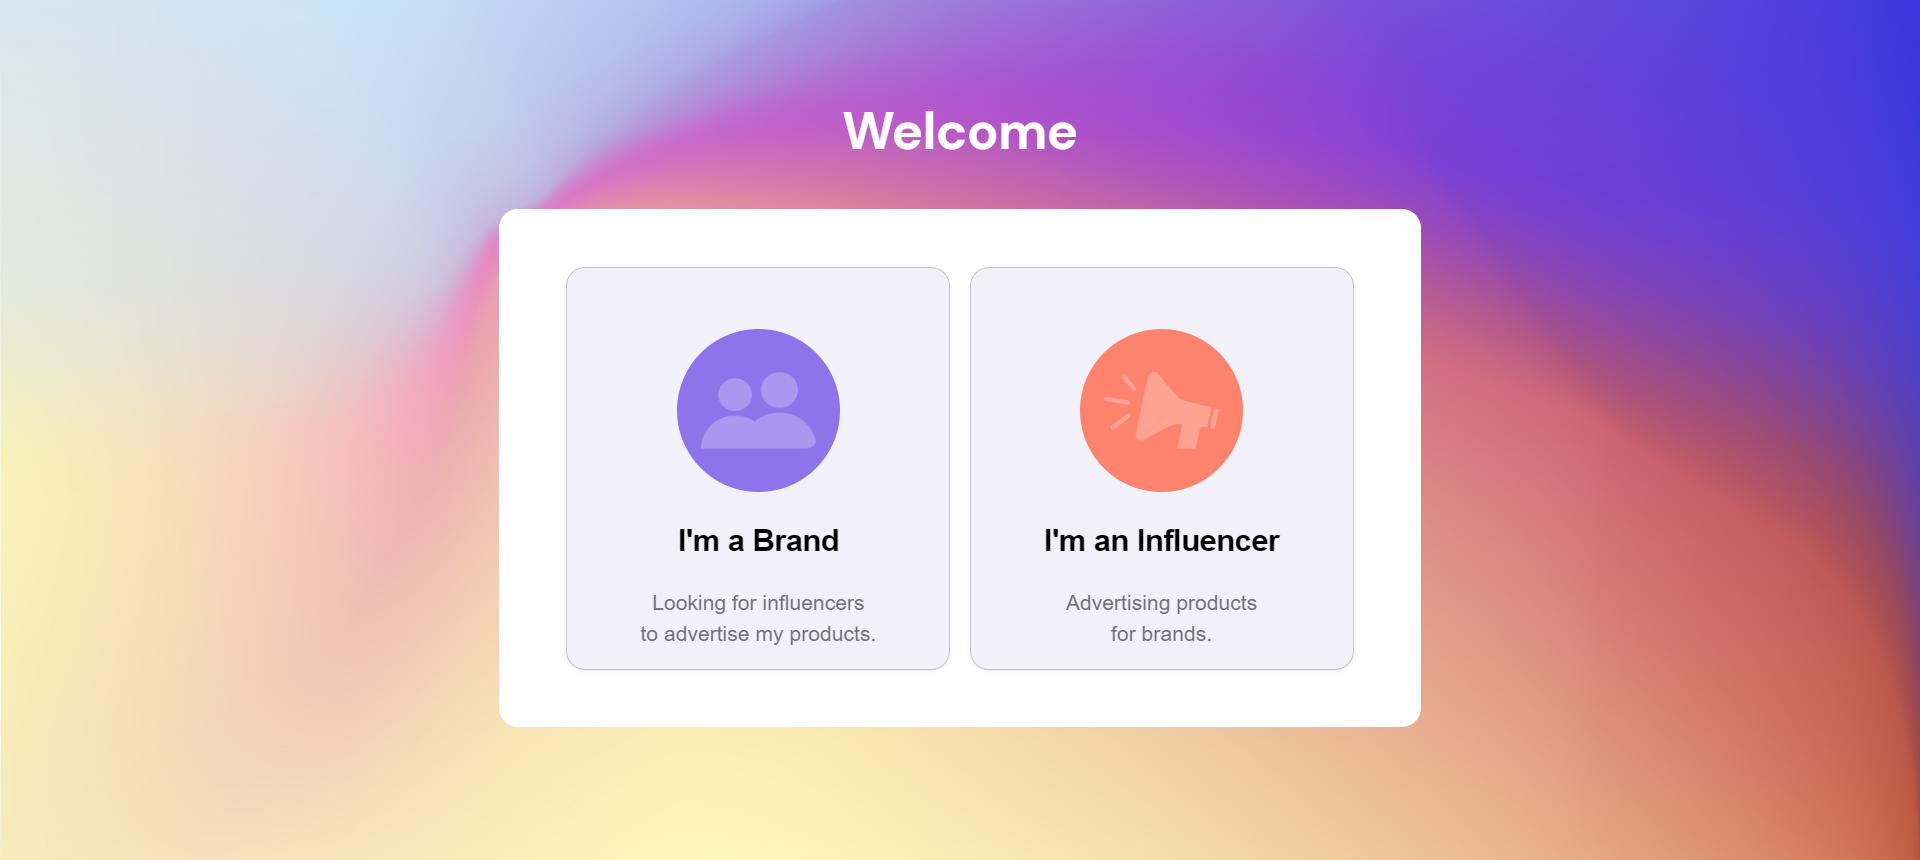 Welcome
I'm a Brand
Looking for influencers
to advertise my products.
I'm an Influencer
Advertising products
for brands.